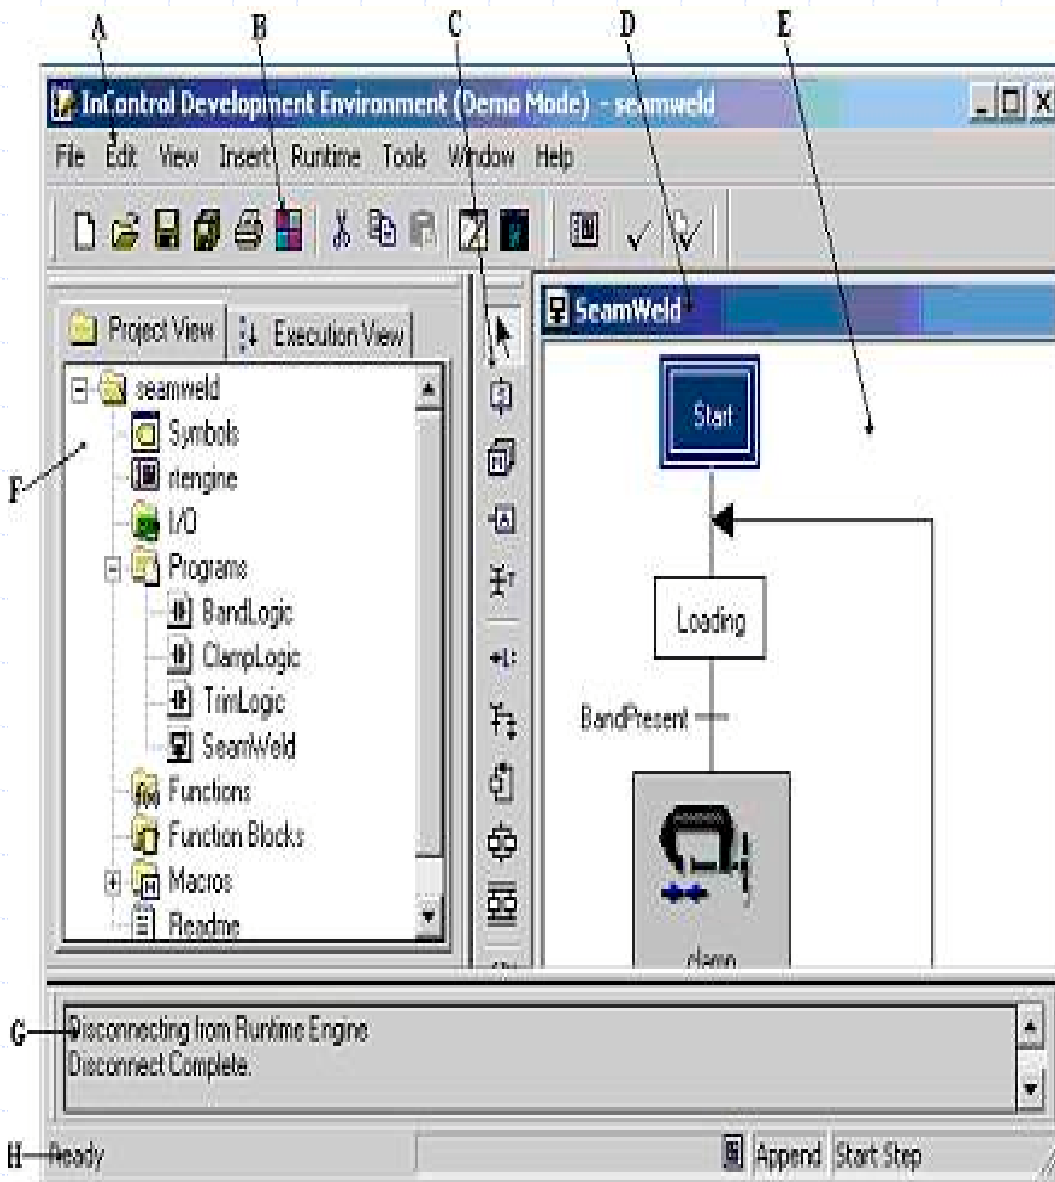 A B C D E
InControl Development Environment (Demo Mode) - seamweld
File Edit View Insert Runtime Tools Window Help
Project View Execution View
seamweld
Symbols
rtengine
I/O
Programs
BandLogic
ClampLogic
TrimLogic
SeamWeld
Functions
Function Blocks
Macros
Readme
F
SeamWeld
Start
Loading
BandPresent
clamp
G
Disconnecting from Runtime Engine
Disconnect Complete.
H
Ready Append Start Step